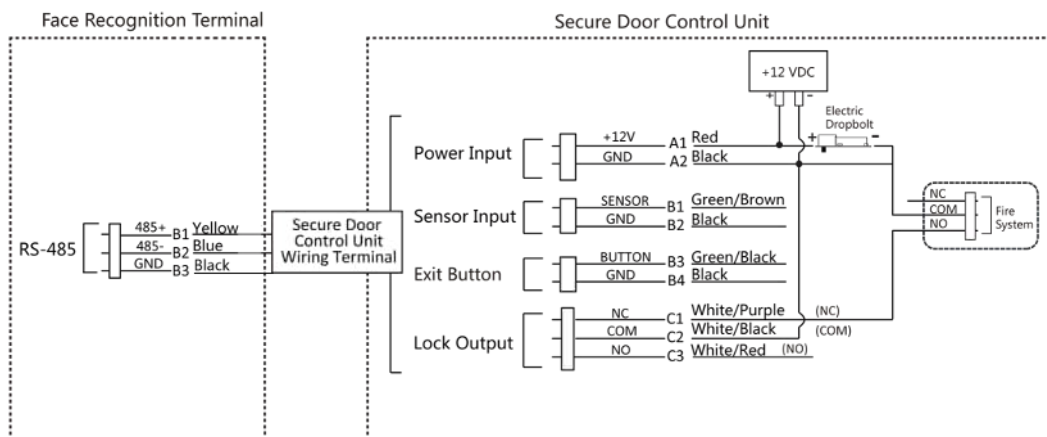 Face Recognition Terminal
Secure Door Control Unit
+12 VDC
+ -
Electric
Dropbolt
+ -
Power Input
+12V A1 Red
GND A2 Black
Sensor Input
SENSOR B1 Green/Brown
GND B2 Black
NC
COM
NO
Fire
System
RS-485
485+ B1 Yellow
485- B2 Blue
GND B3 Black
Secure Door
Control Unit
Wiring Terminal
Exit Button
BUTTON B3 Green/Black
GND B4 Black
Lock Output
NC C1 White/Purple (NC)
COM C2 White/Black (COM)
NO C3 White/Red (NO)